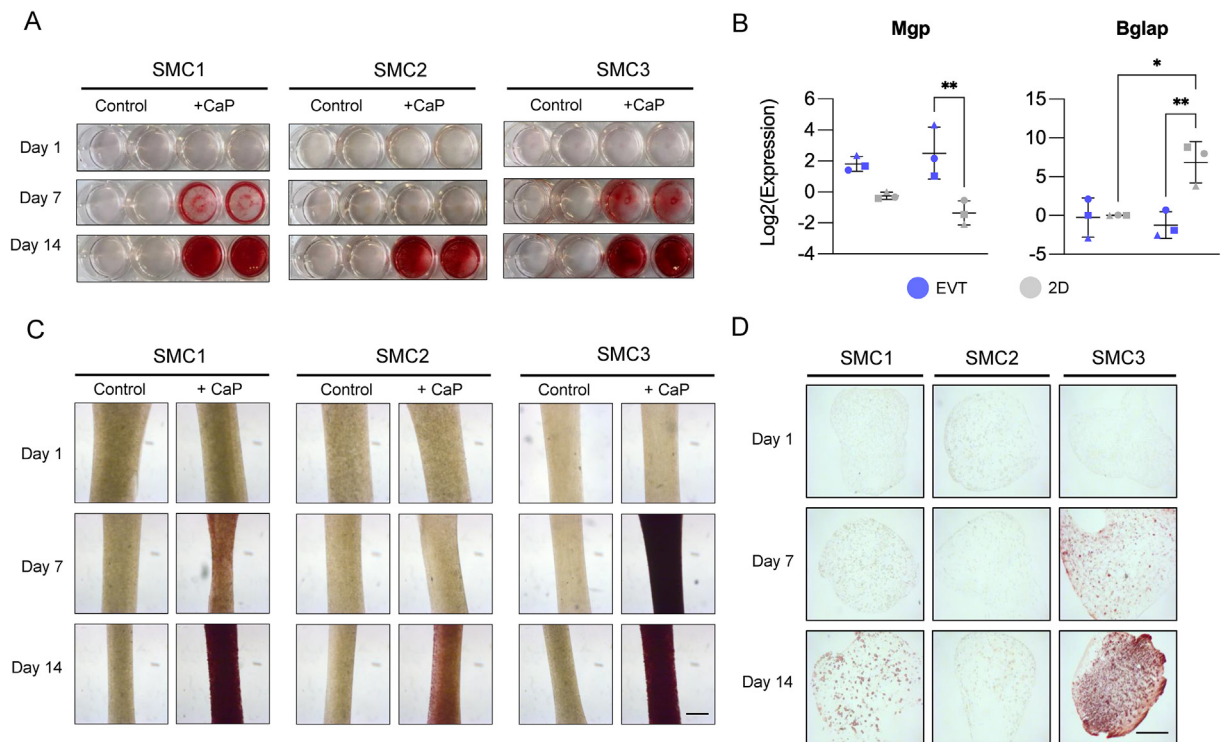 A
SMC1 SMC2 SMC3
Control +CaP Control +CaP Control +CaP
Day 1
Day 7
Day 14
B
Mgp Bglap
Log2(Expression)
6
4
2
0
-2
-4
**
15
10
5
0
-5
*
**
EVT 2D
C
SMC1 SMC2 SMC3
Control + CaP Control + CaP Control + CaP
Day 1
Day 7
Day 14
D
SMC1 SMC2 SMC3
Day 1
Day 7
Day 14